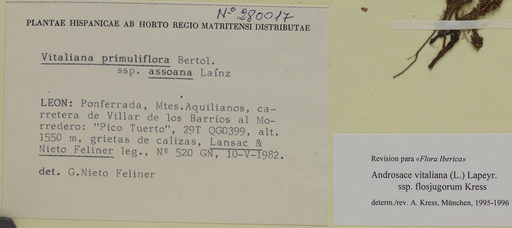 Nº 280017
PLANTAE HISPANICAE AB HORTO REGIO MATRITENSI DISTRIBUTAE
Vitaliana primuliflora Bertol.
ssp. assoana Laínz
LEON: Ponferrada, Mtes.Aquilianos, ca-
rretera de Villar de los Barrios al Mo-
rredero: "Pico Tuerto", 29T QG0399, alt.
1550 m, grietas de calizas, Lansac &
Nieto Feliner leg., Nº 520 GN, 10-V-1982.
det. G.Nieto Feliner
Revision para «Flora Iberica»
Androsace vitaliana (L.) Lapeyr.
ssp. flosjugorum Kress
determ./rev. A. Kress, München, 1995-1996